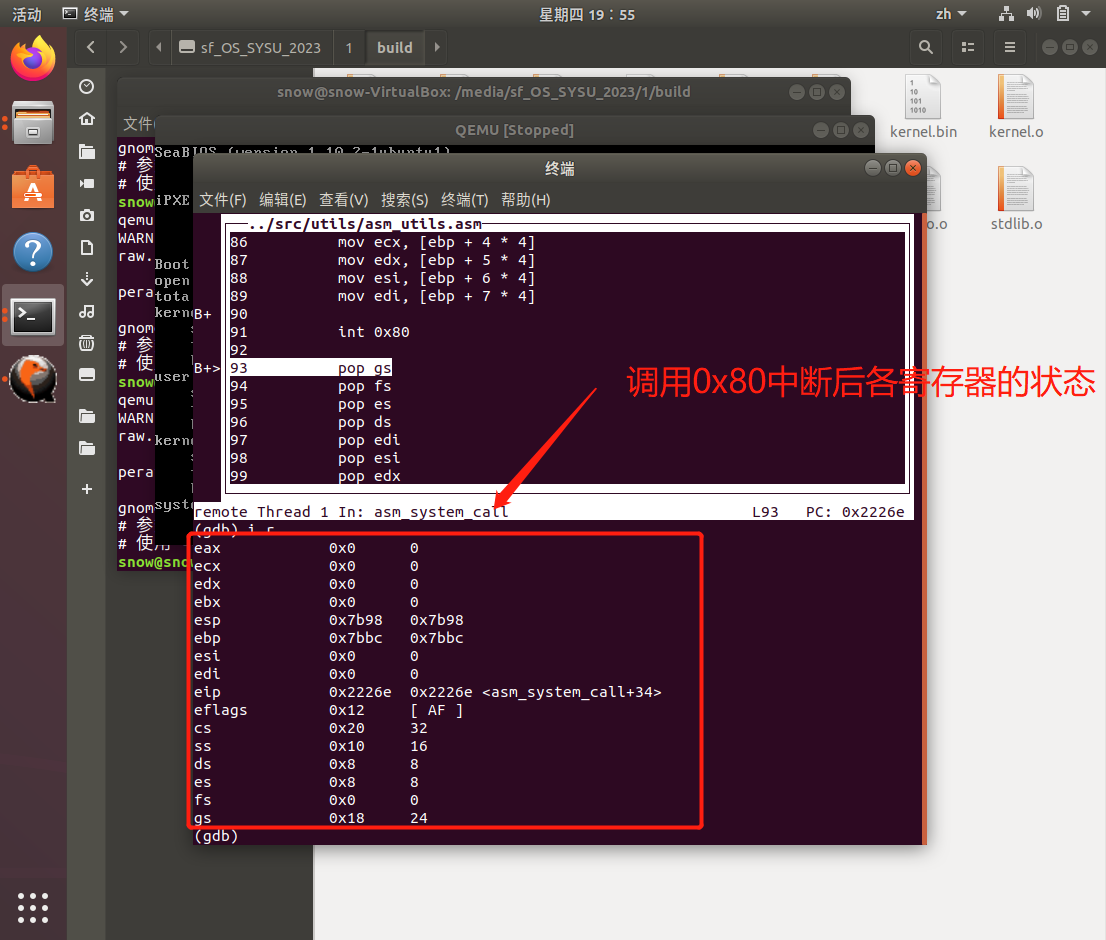 活动 终端 星期四 19：55 zh
sf_OS_SYSU_2023 1 build
snow@snow-VirtualBox: /media/sf_OS_SYSU_2023/1/build
kernel.bin kernel.o
stdlib.o
o.o
文件(
QEMU [Stopped]
SeaBIOS (version 1.10.2-1ubuntu1)
终端
文件(F) 编辑(E) 查看(V) 搜索(S) 终端(T) 帮助(H)
gnom
# 参
# 使
snow
qemu
WARN
raw.
pera
gnom
# 参
# 使
snow
qemu
WARN
raw.
pera
gnom
# 参
# 使用
snow@sno
iPXE
Boot
open
tota
kerne
user
kerne
syst
../src/utils/asm_utils.asm
86 mov ecx, [ebp + 4 * 4]
87 mov edx, [ebp + 5 * 4]
88 mov esi, [ebp + 6 * 4]
89 mov edi, [ebp + 7 * 4]
B+ 90
91 int 0x80
92
B+> 93 pop gs
94 pop fs
95 pop es
96 pop ds
97 pop edi
98 pop esi
99 pop edx
调用0x80中断后各寄存器的状态
remote Thread 1 In: asm_system_call L93 PC: 0x2226e
(gdb) i r
eax 0x0 0
ecx 0x0 0
edx 0x0 0
ebx 0x0 0
esp 0x7b98 0x7b98
ebp 0x7bbc 0x7bbc
esi 0x0 0
edi 0x0 0
eip 0x2226e 0x2226e <asm_system_call+34>
eflags 0x12 [ AF ]
cs 0x20 32
ss 0x10 16
ds 0x8 8
es 0x8 8
fs 0x0 0
gs 0x18 24
(gdb)